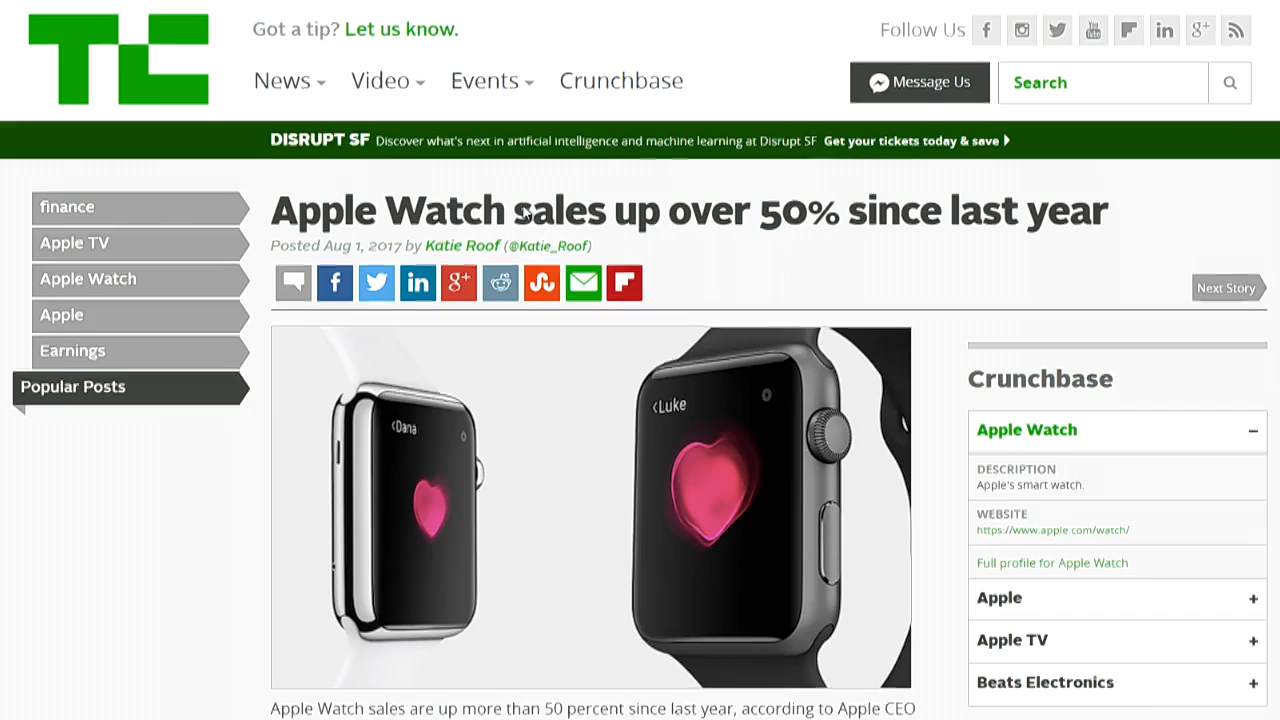 TC
Got a tip? Let us know.
Follow Us
f
You Tube
in
g+
News Video Events Crunchbase
Message Us
Search
DISRUPT SF Discover what's next in artificial intelligence and machine learning at Disrupt SF Get your tickets today & save
finance
Apple TV
Apple Watch
Apple
Earnings
Popular Posts
Apple Watch sales up over 50% since last year
Posted Aug 1, 2017 by Katie Roof (@Katie_Roof)
f in g+
Next Story
<Dana
<Luke
Crunchbase
Apple Watch –
DESCRIPTION
Apple's smart watch.
WEBSITE
https://www.apple.com/watch/
Full profile for Apple Watch
Apple +
Apple TV +
Beats Electronics +
Apple Watch sales are up more than 50 percent since last year, according to Apple CEO